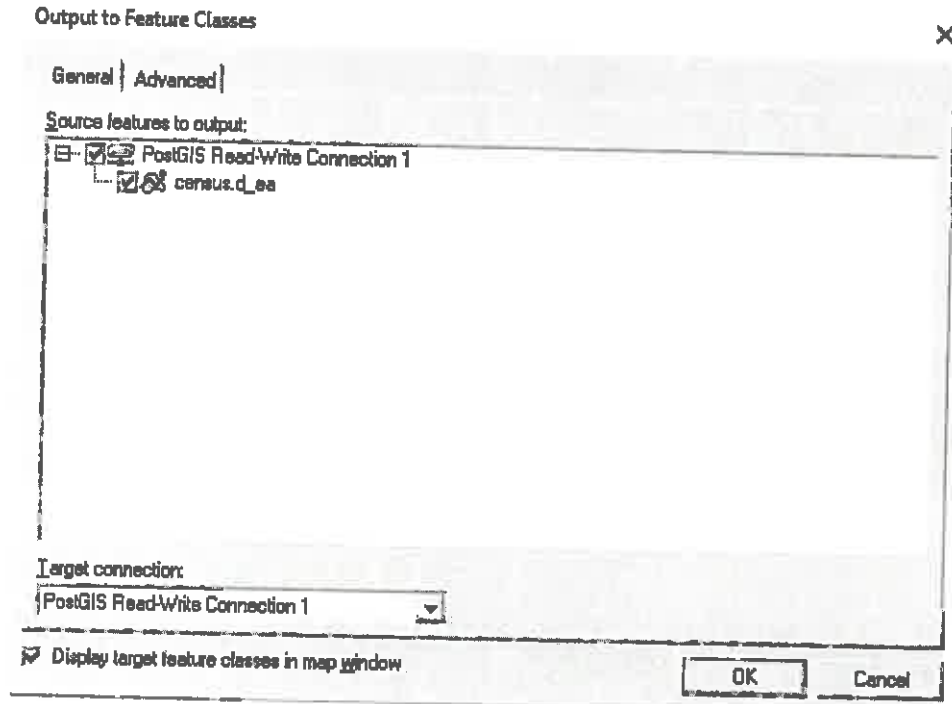 Output to Feature Classes
General Advanced
Source features to output:
PostGIS Read-Write Connection 1
census.d_ea
Target connection:
PostGIS Read-Write Connection 1
Display target feature classes in map window
OK Cancel